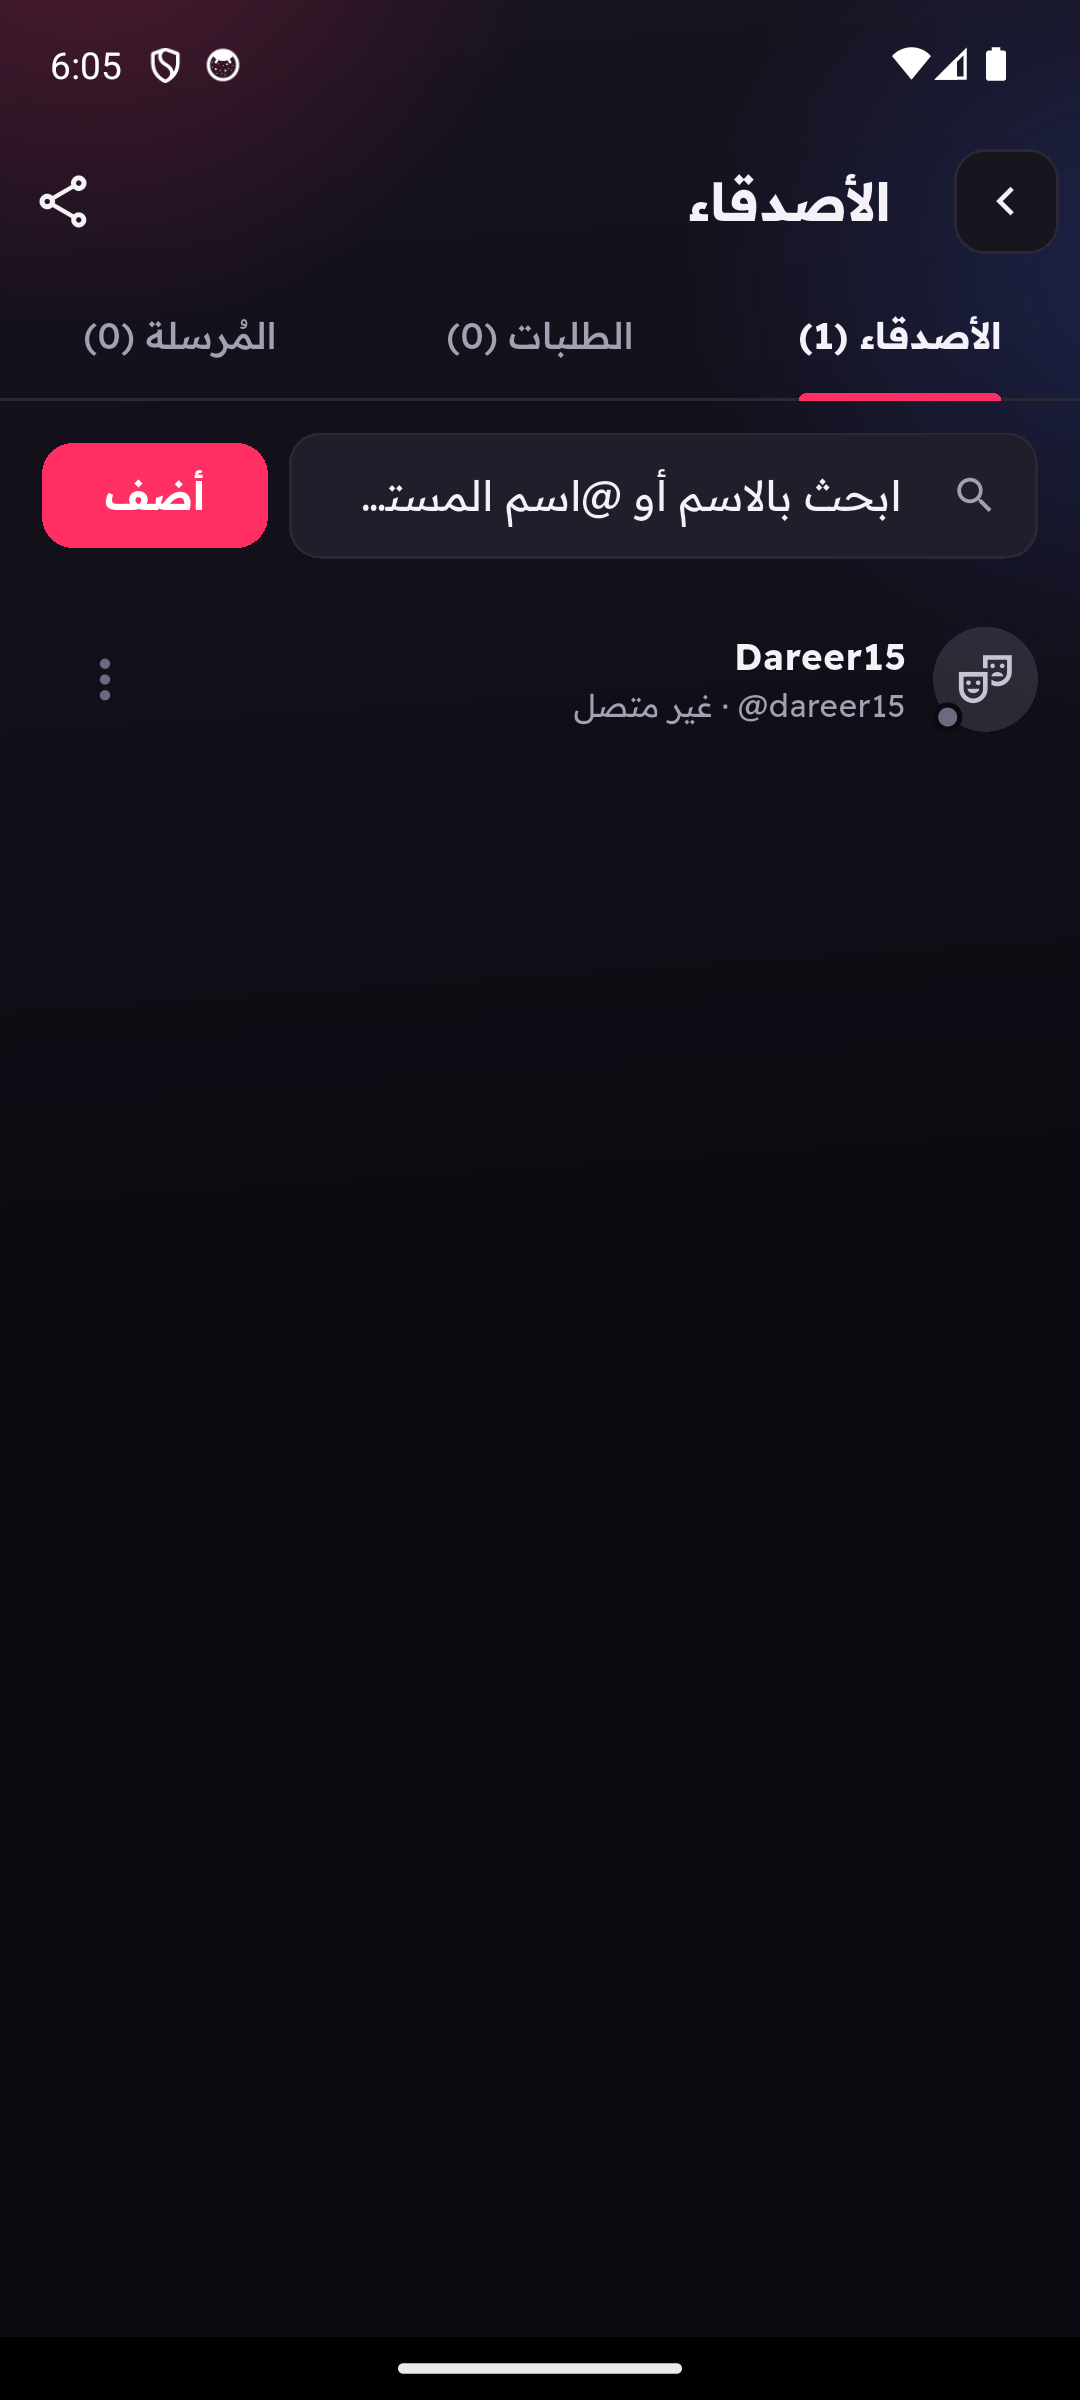 6:05
الأصدقاء
الأصدقاء (1)
الطلبات (0)
المُرسلة (0)
ابحث بالاسم أو @اسم المستـ...
أضف
Dareer15
@dareer15 · غير متصل